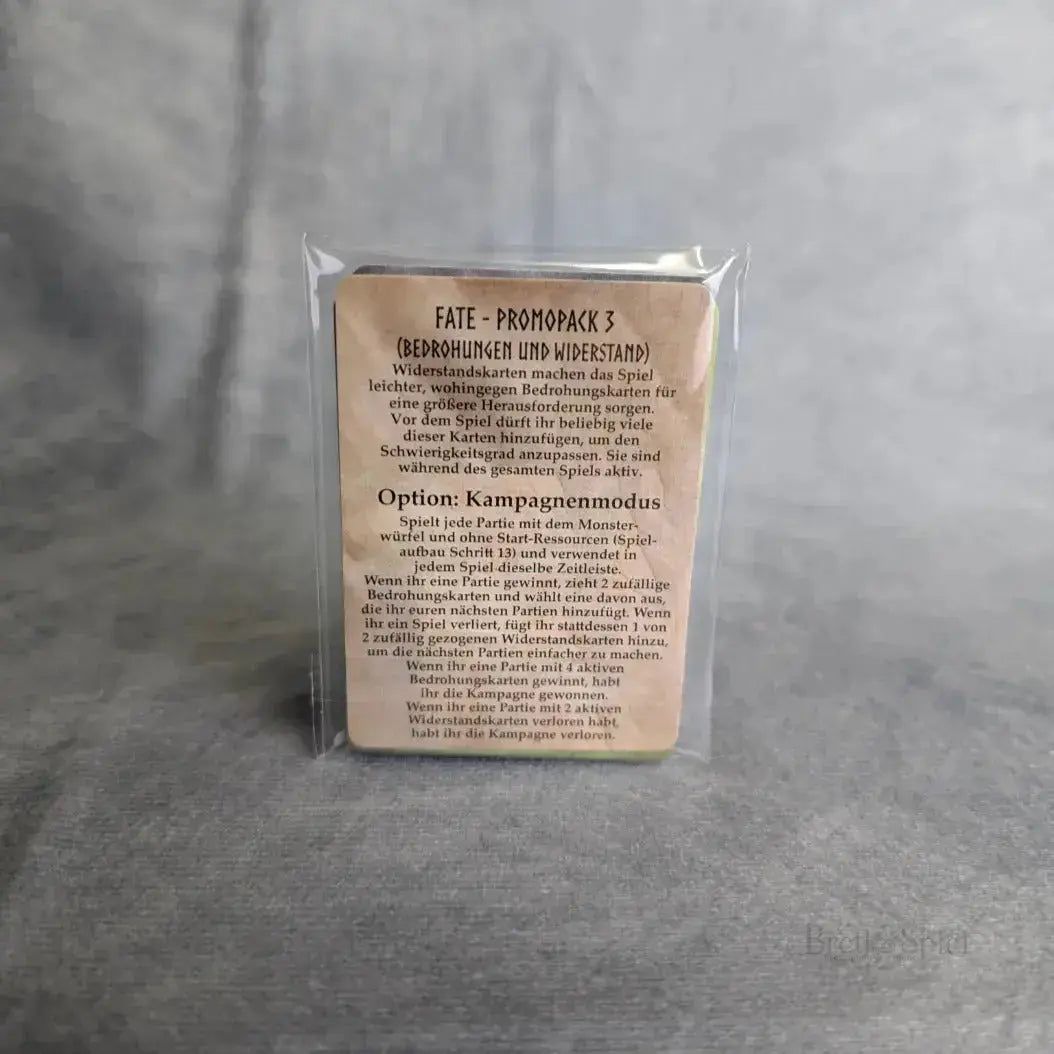 FATE - PROMOPACK 3
(BEDROHUNGEN UND WIDERSTAND)
Widerstandskarten machen das Spiel
leichter, wohingegen Bedrohungskarten für
eine größere Herausforderung sorgen.
Vor dem Spiel dürft ihr beliebig viele
dieser Karten hinzufügen, um den
Schwierigkeitsgrad anzupassen. Sie sind
während des gesamten Spiels aktiv.
Option: Kampagnenmodus
Spielt jede Partie mit dem Monster-
würfel und ohne Start-Ressourcen (Spiel-
aufbau Schritt 13) und verwendet in
jedem Spiel dieselbe Zeitleiste.
Wenn ihr eine Partie gewinnt, zieht 2 zufällige
Bedrohungskarten und wählt eine davon aus,
die ihr euren nächsten Partien hinzufügt. Wenn
ihr ein Spiel verliert, fügt ihr stattdessen 1 von
2 zufällig gezogenen Widerstandskarten hinzu,
um die nächsten Partien einfacher zu machen.
Wenn ihr eine Partie mit 4 aktiven
Bedrohungskarten gewinnt, habt
ihr die Kampagne gewonnen.
Wenn ihr eine Partie mit 2 aktiven
Widerstandskarten verloren habt,
habt ihr die Kampagne verloren.
Brett & Spiel